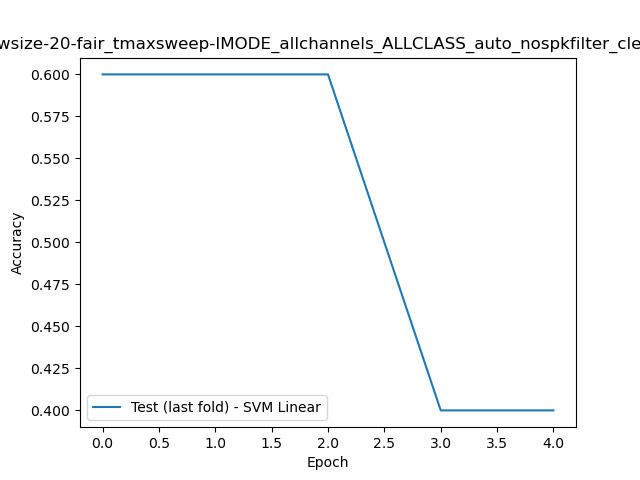 wsize-20-fair_tmaxsweep-IMODE_allchannels_ALLCLASS_auto_nospkfilter_cle
0.600
0.575
0.550
0.525
0.500
0.475
0.450
0.425
0.400
Accuracy
Test (last fold) - SVM Linear
0.0 0.5 1.0 1.5 2.0 2.5 3.0 3.5 4.0
Epoch